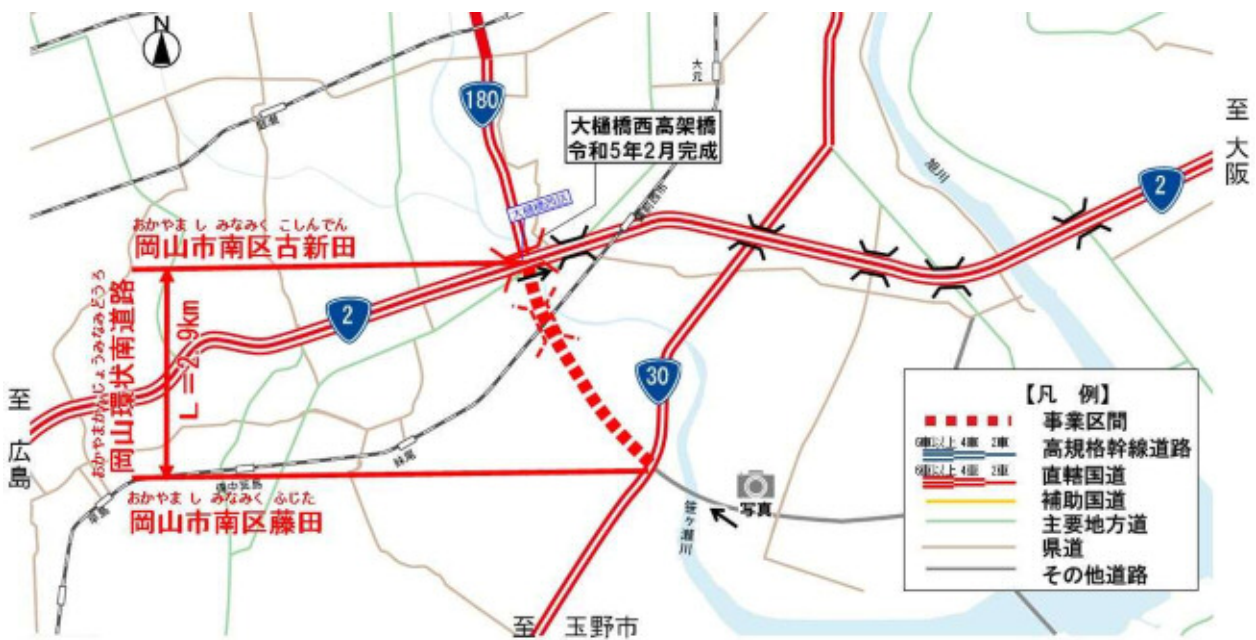 N
180
大元
大樋橋西高架橋
令和5年2月完成
至 大阪
旭川
2
備前西市
大樋橋西
おかやま し みなみく こしんでん
岡山市南区古新田
おかやまかんじょうみなみどうろ
岡山環状南道路
L=2.9km
2
30
至 広島
妹尾
備中箕島
早島
おかやま し みなみく ふじた
岡山市南区藤田
写真
笹ヶ瀬川
至 玉野市
【凡 例】
事業区間
6車以上 4車 2車
高規格幹線道路
6車以上 4車 2車
直轄国道
補助国道
主要地方道
県道
その他道路